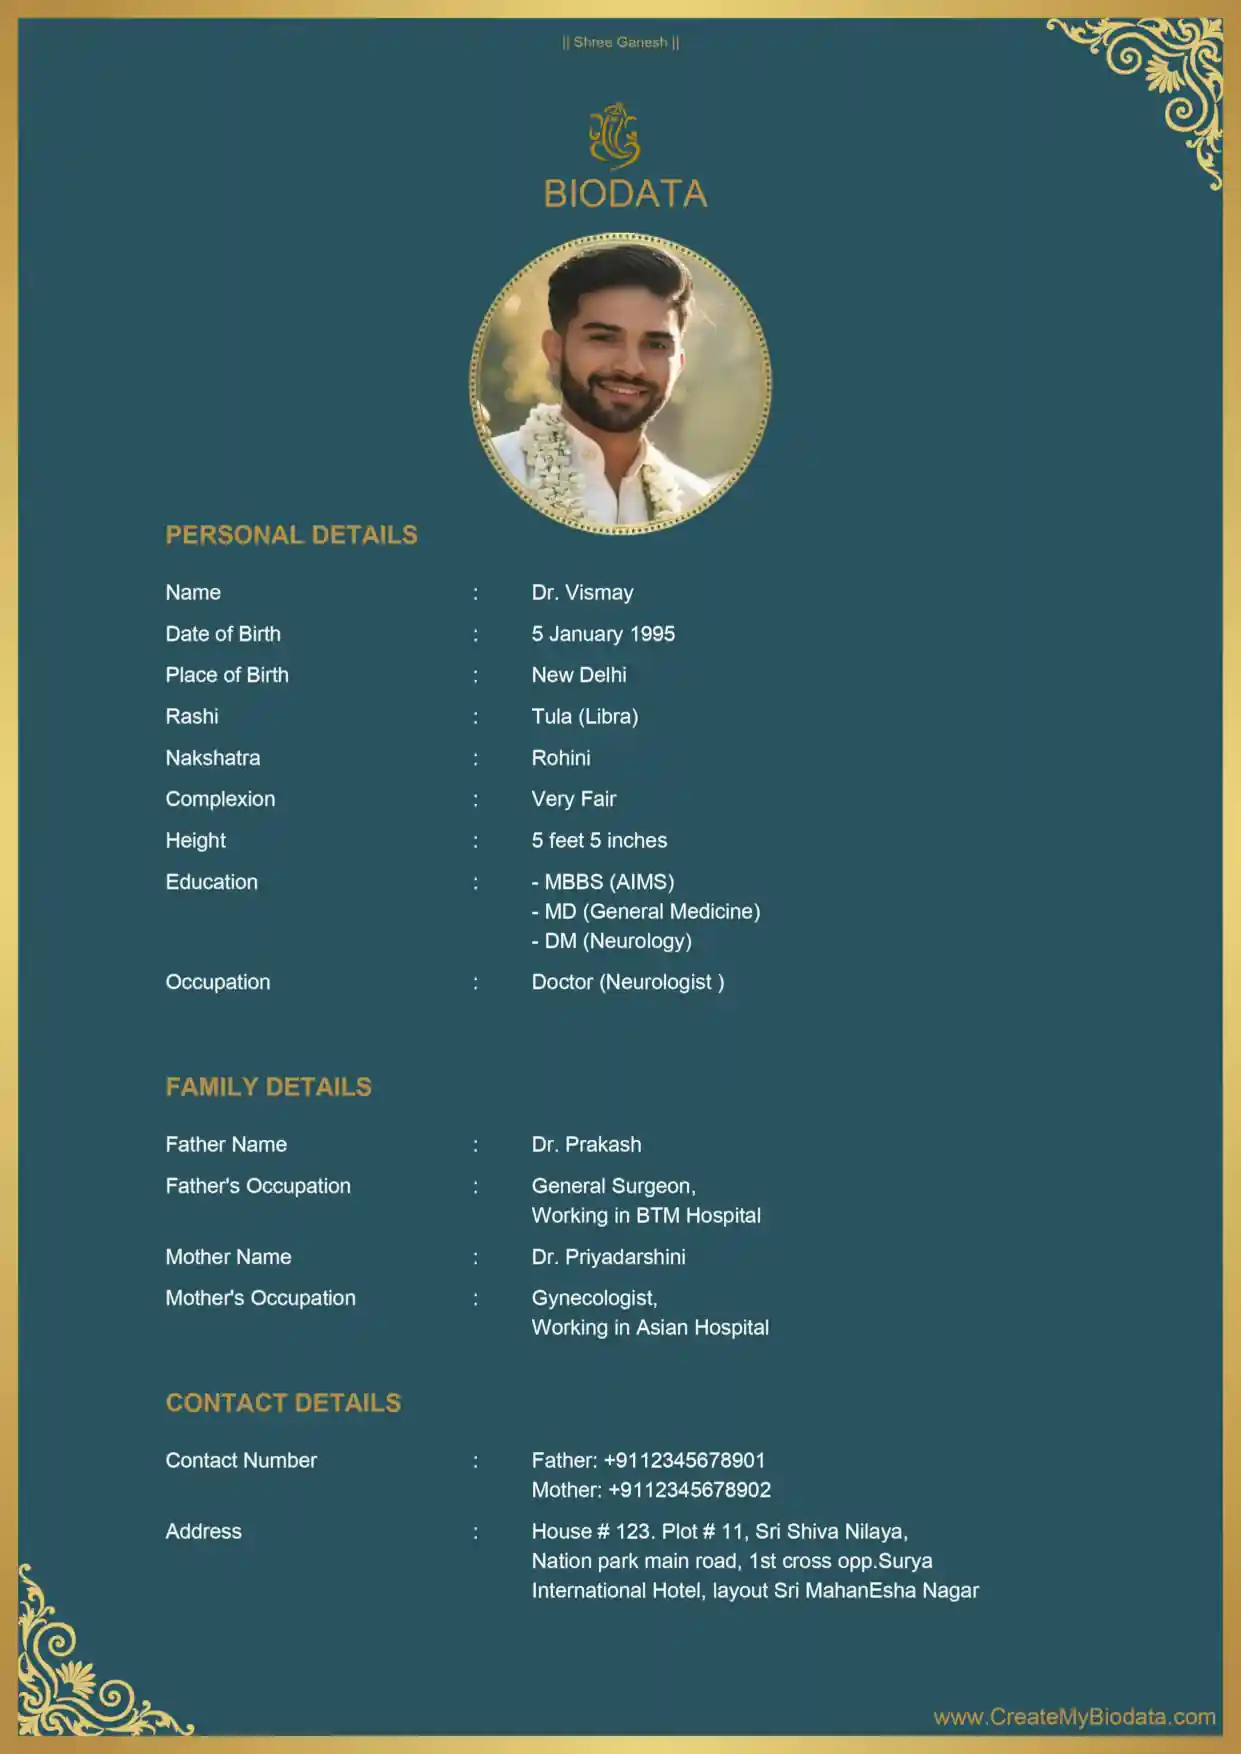 || Shree Ganesh ||
BIODATA
PERSONAL DETAILS
Name : Dr. Vismay
Date of Birth : 5 January 1995
Place of Birth : New Delhi
Rashi : Tula (Libra)
Nakshatra : Rohini
Complexion : Very Fair
Height : 5 feet 5 inches
Education : - MBBS (AIMS)
- MD (General Medicine)
- DM (Neurology)
Occupation : Doctor (Neurologist )
FAMILY DETAILS
Father Name : Dr. Prakash
Father's Occupation : General Surgeon,
Working in BTM Hospital
Mother Name : Dr. Priyadarshini
Mother's Occupation : Gynecologist,
Working in Asian Hospital
CONTACT DETAILS
Contact Number : Father: +9112345678901
Mother: +9112345678902
Address : House # 123. Plot # 11, Sri Shiva Nilaya,
Nation park main road, 1st cross opp.Surya
International Hotel, layout Sri MahanEsha Nagar
www.CreateMyBiodata.com